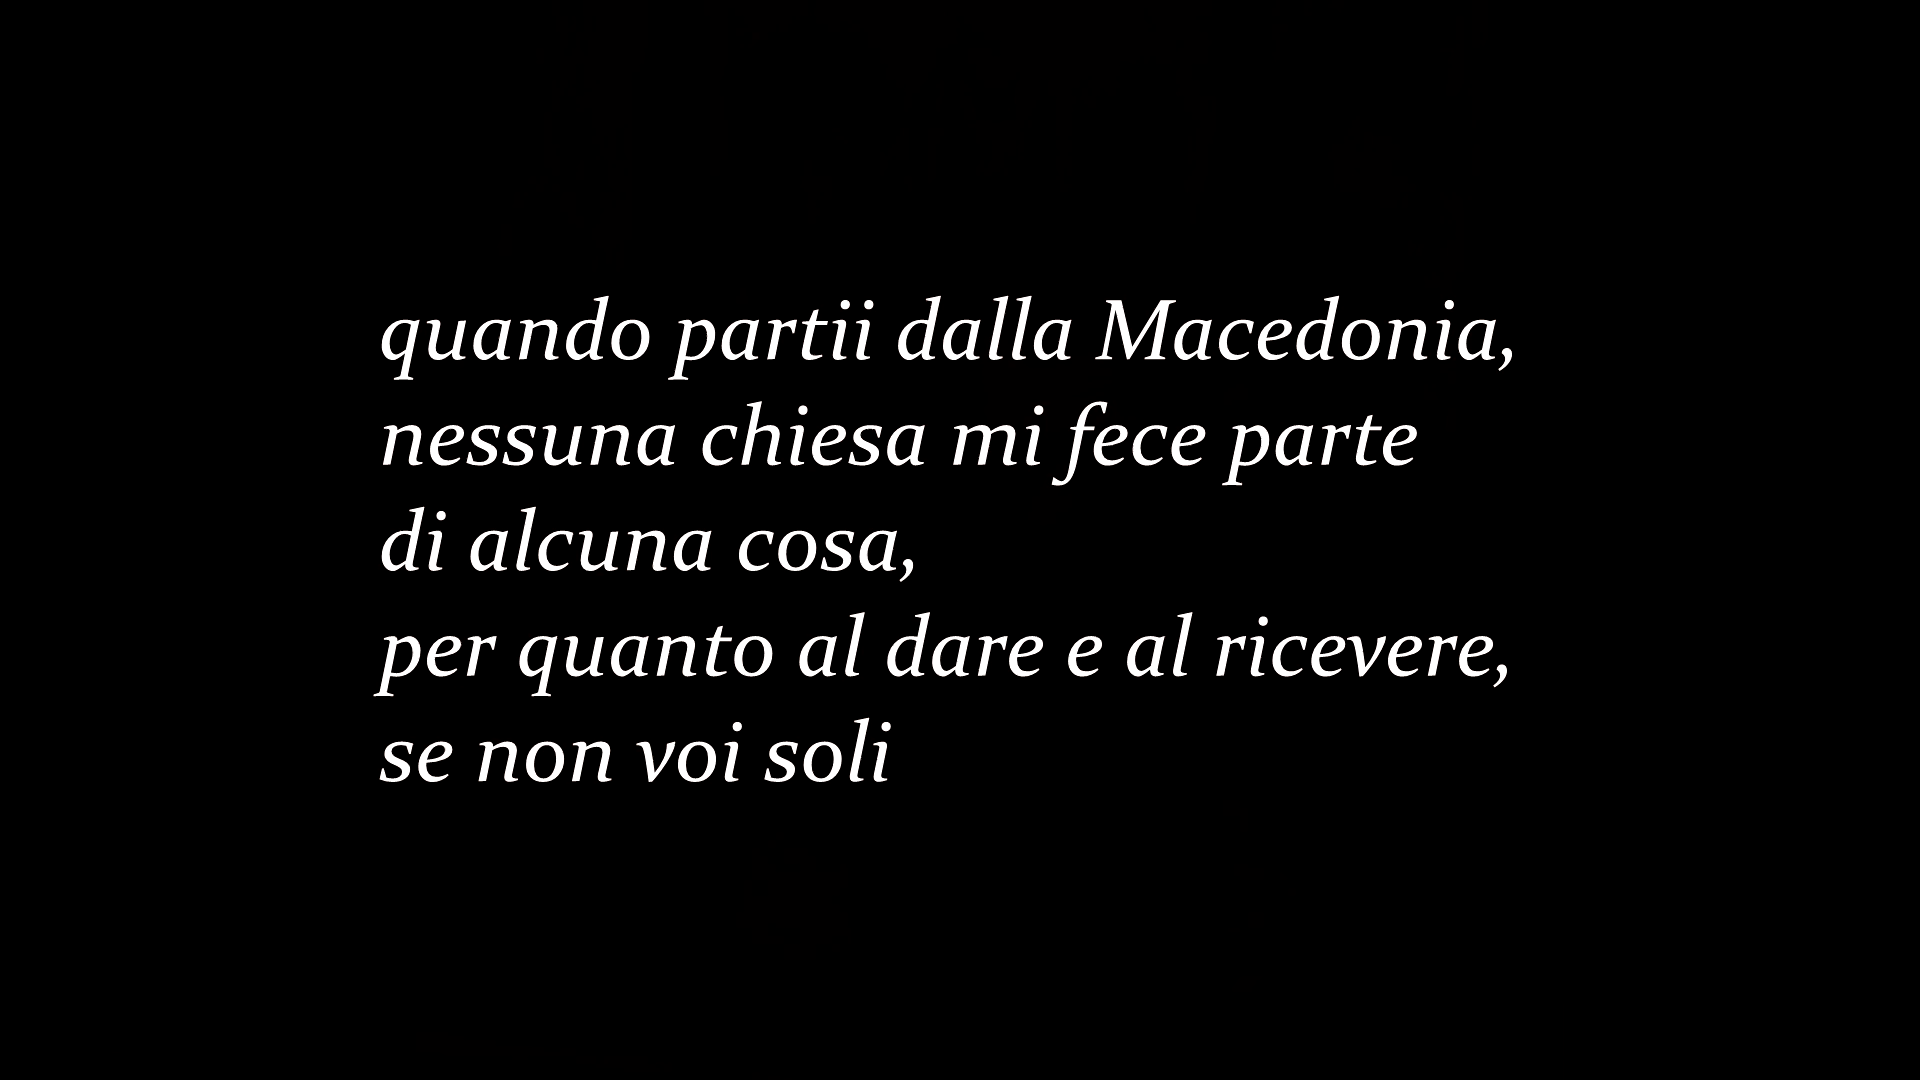 quando partii dalla Macedonia,
nessuna chiesa mi fece parte
di alcuna cosa,
per quanto al dare e al ricevere,
se non voi soli